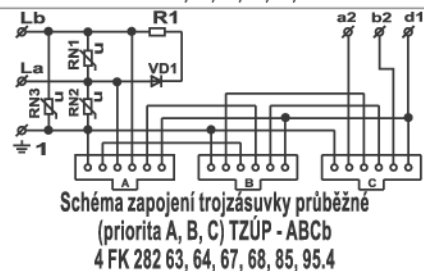 Lb
R1
a2 b2 d1
RN1
u
La
VD1
RN3
u
RN2
u
1
A
B
C
Schéma zapojení trojzásuvky průběžné
(priorita A, B, C) TZÚP - ABCb
4 FK 282 63, 64, 67, 68, 85, 95.4